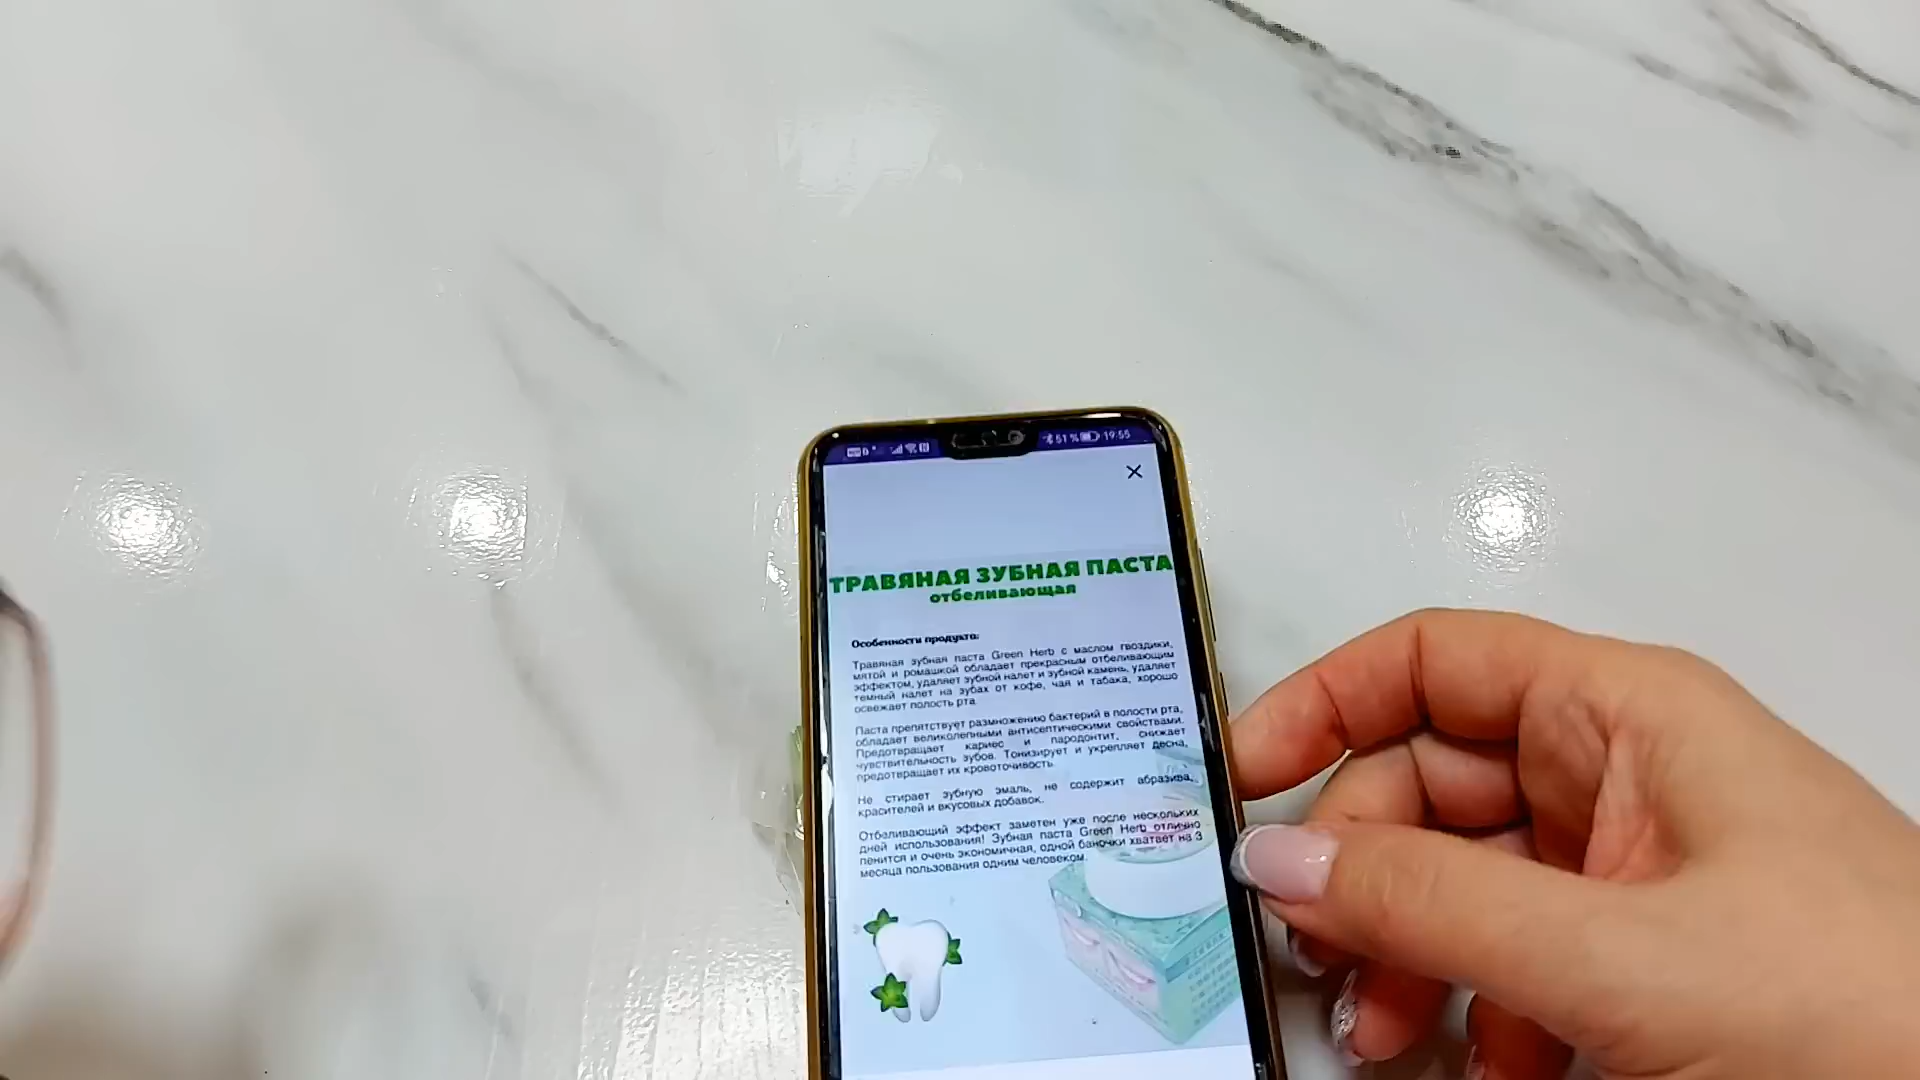 51 % 19:55
ТРАВЯНАЯ ЗУБНАЯ ПАСТА
отбеливающая
Особенности продукта:
Травяная зубная паста Green Herb с маслом гвоздики,
мятой и ромашкой обладает прекрасным отбеливающим
эффектом, удаляет зубной налет и зубной камень, удаляет
темный налет на зубах от кофе, чая и табака, хорошо
освежает полость рта.
Паста препятствует размножению бактерий в полости рта,
обладает великолепными антисептическими свойствами.
Предотвращает кариес и пародонтит, снижает
чувствительность зубов. Тонизирует и укрепляет десна,
предотвращает их кровоточивость.
Не стирает зубную эмаль, не содержит абразива,
красителей и вкусовых добавок.
Отбеливающий эффект заметен уже после нескольких
дней использования! Зубная паста Green Herb отлично
пенится и очень экономичная, одной баночки хватает на 3
месяца пользования одним человеком.